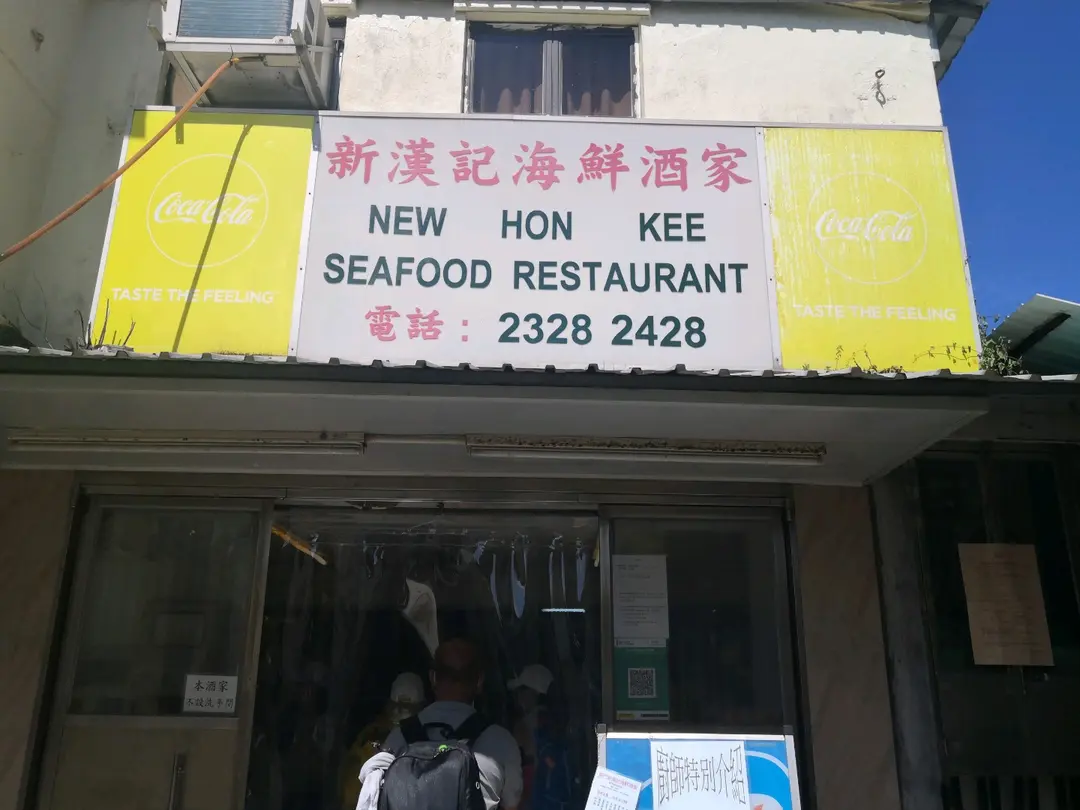 新漢記海鮮酒家
NEW HON KEE
SEAFOOD RESTAURANT
電話：2328 2428
Coca-Cola
TASTE THE FEELING
Coca-Cola
TASTE THE FEELING
本酒家
不設洗手間
廚師特別介紹